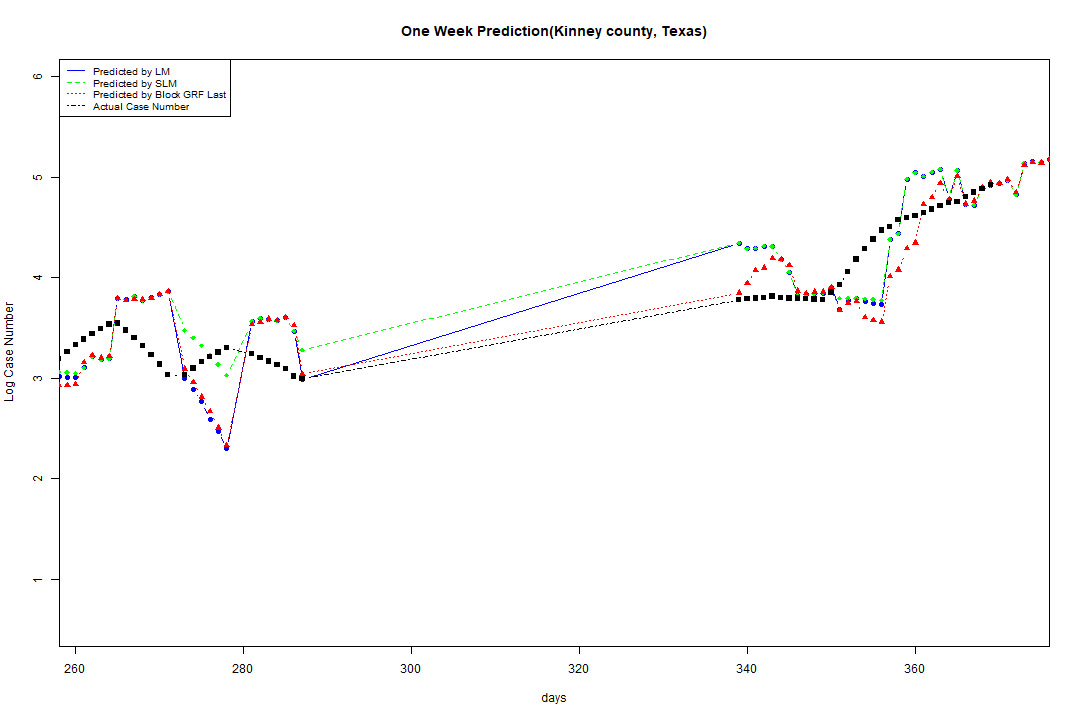 One Week Prediction(Kinney county, Texas)
Predicted by LM
Predicted by SLM
Predicted by Block GRF Last
Actual Case Number
6
5
4
3
2
1
Log Case Number
260 280 300 320 340 360
days